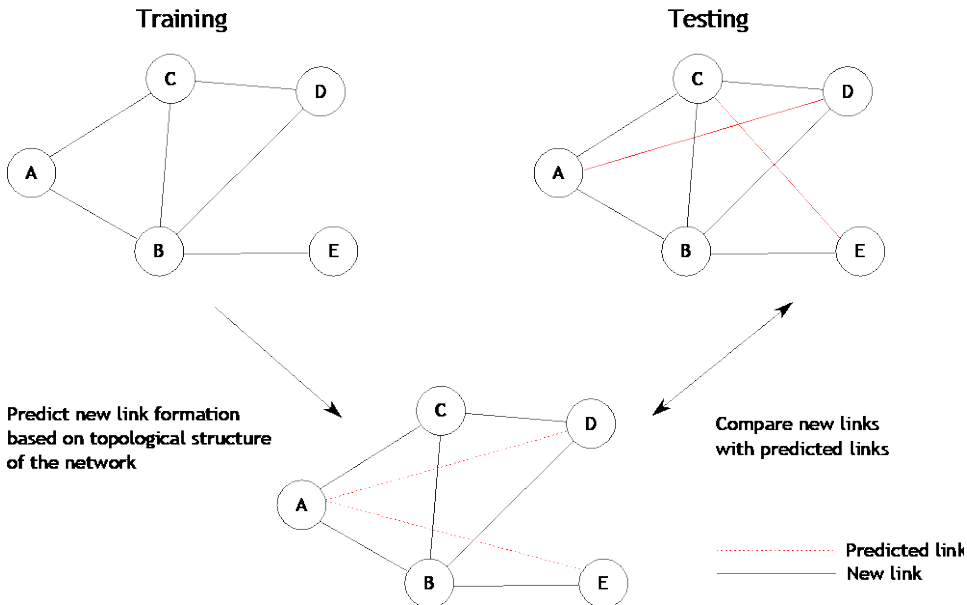 Training
Testing
C
D
A
B
E
C
D
A
B
E
Predict new link formation
based on topological structure
of the network
C
D
A
B
E
Compare new links
with predicted links
Predicted link
New link